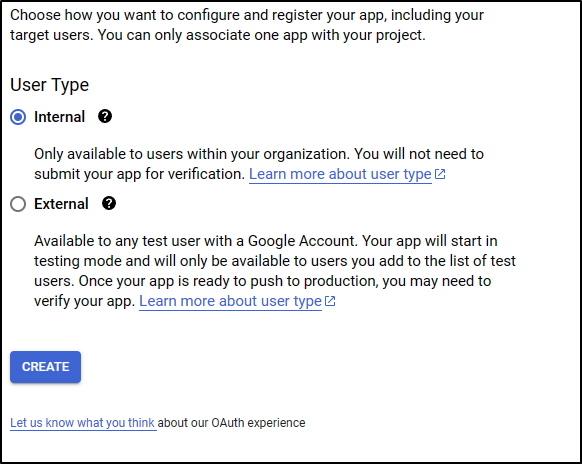 Choose how you want to configure and register your app, including your
target users. You can only associate one app with your project.
User Type
Internal ?
Only available to users within your organization. You will not need to
submit your app for verification. Learn more about user type
External ?
Available to any test user with a Google Account. Your app will start in
testing mode and will only be available to users you add to the list of test
users. Once your app is ready to push to production, you may need to
verify your app. Learn more about user type
CREATE
Let us know what you think about our OAuth experience